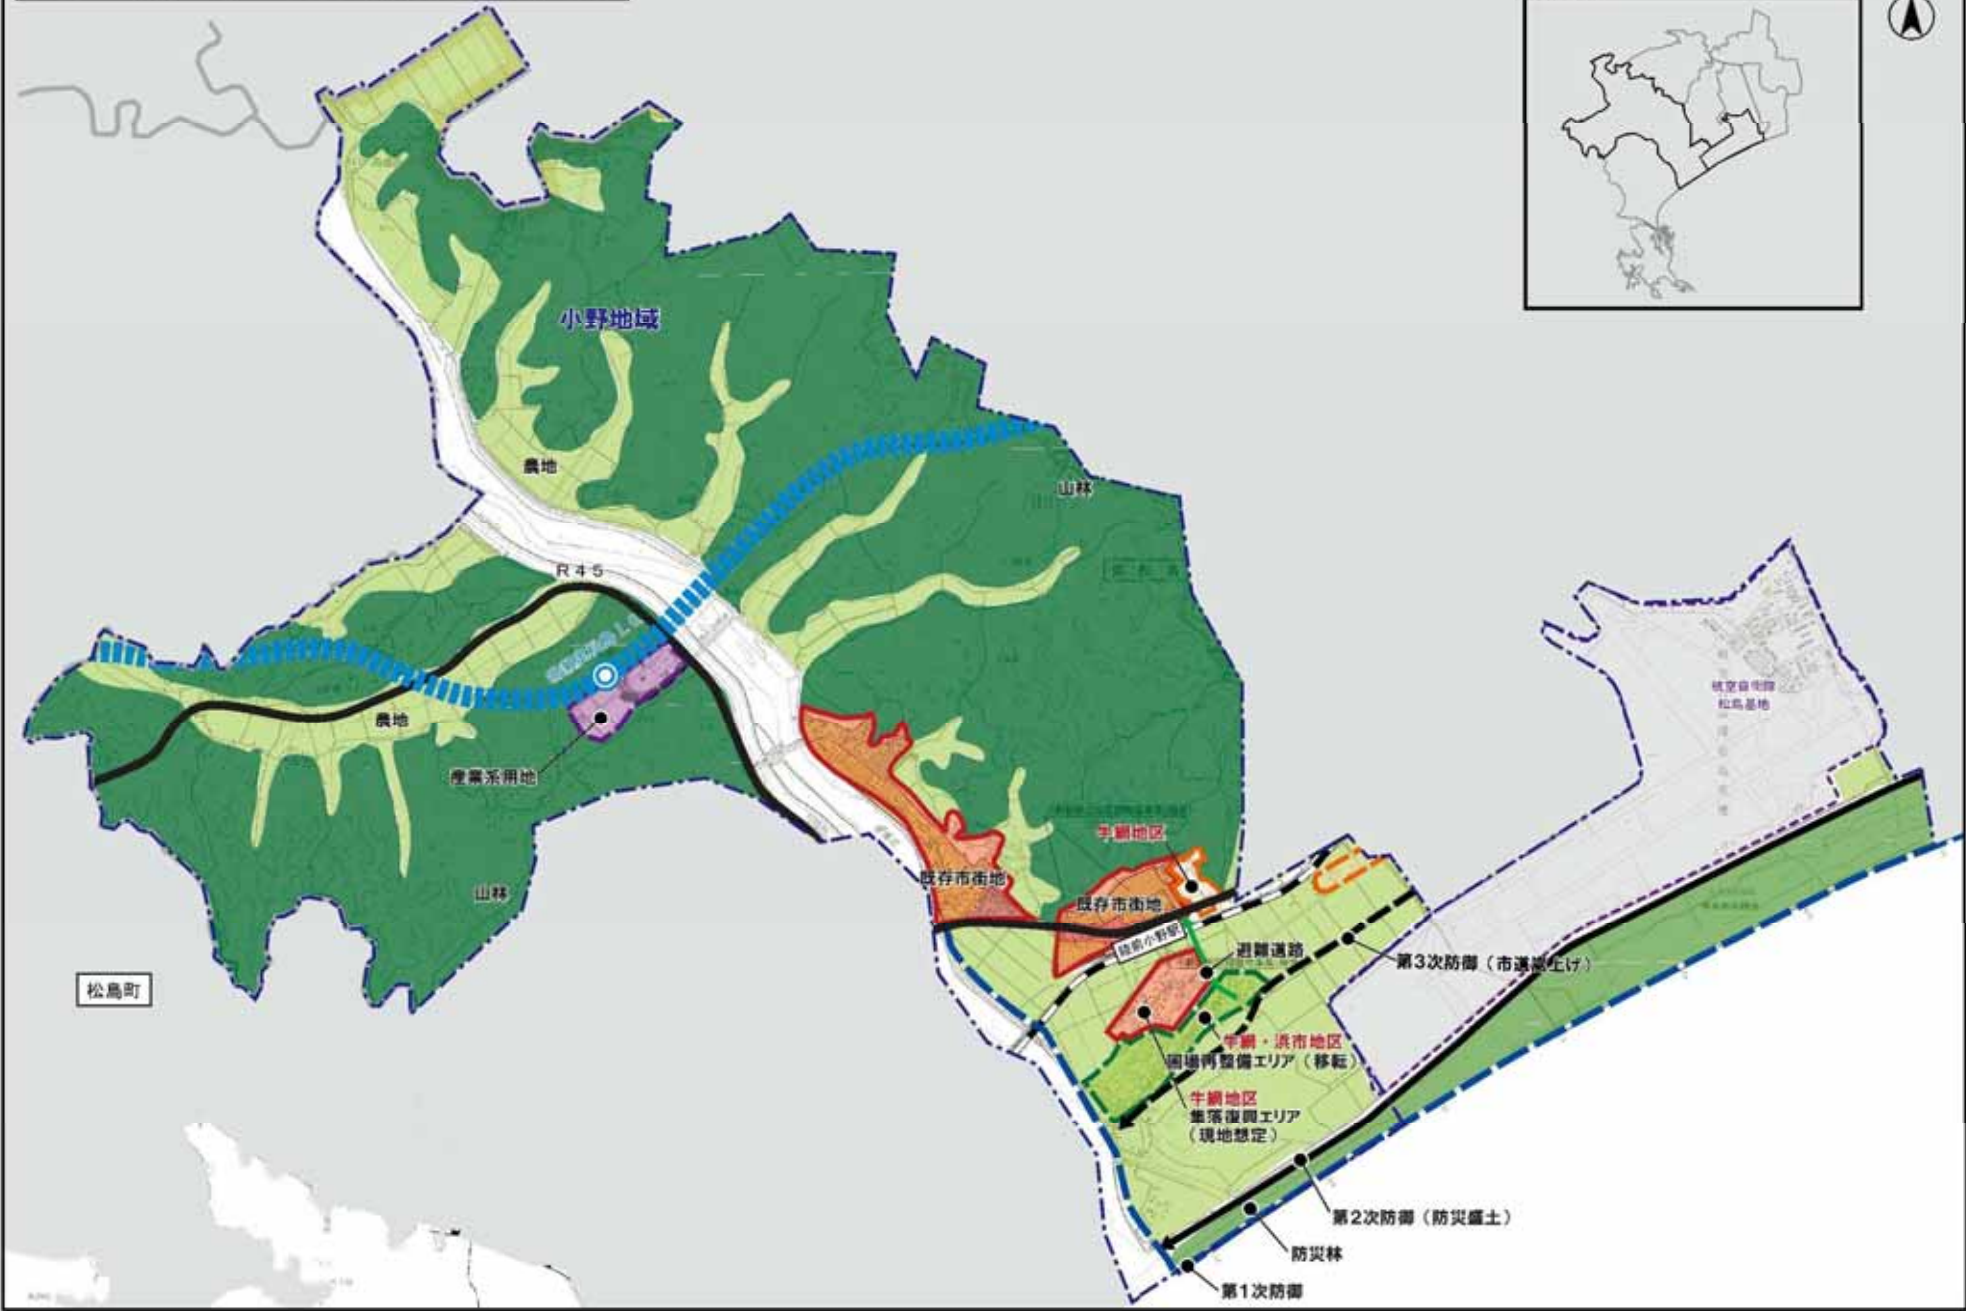 小野地域
農地
山林
R45
農地
産業系用地
山林
松島町
既存市街地
牛網地区
既存市街地
陸前小野駅
避難道路
航空自衛隊
松島基地
第3次防御(市道嵩上げ)
牛網・浜市地区
圃場再整備エリア(移転)
牛網地区
集落復興エリア
(現地想定)
第2次防御(防災盛土)
防災林
第1次防御